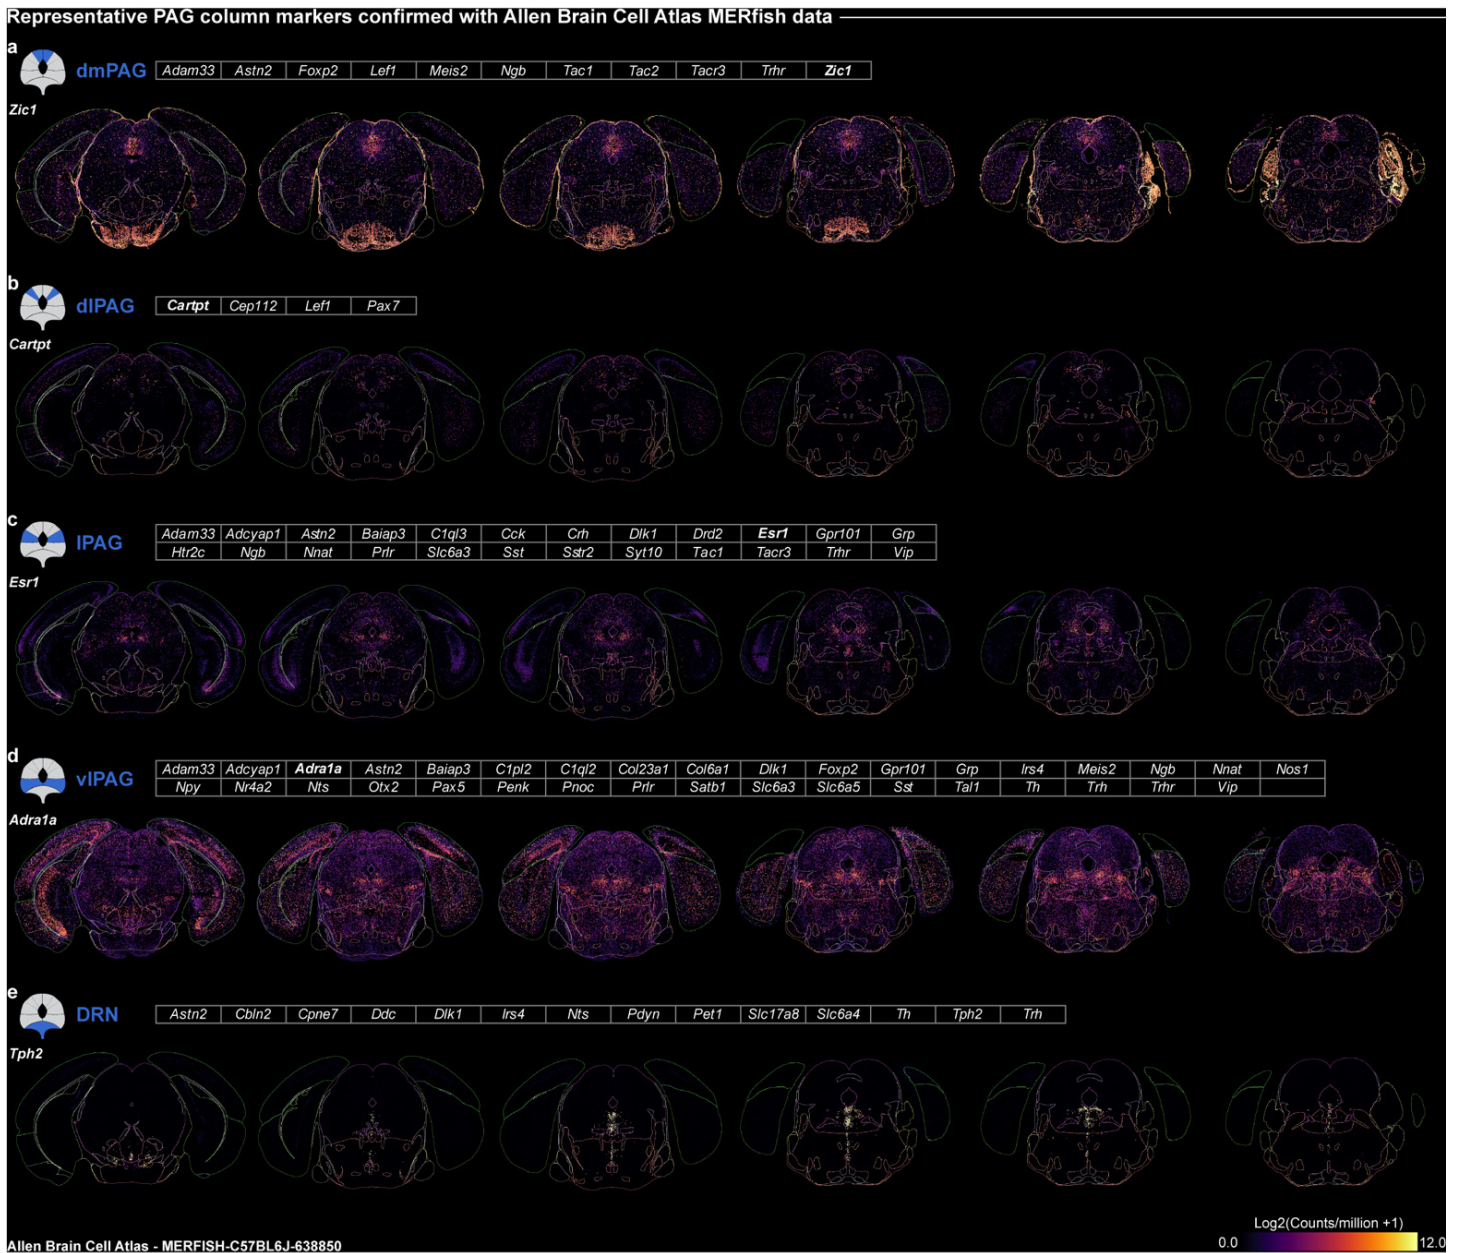 Representative PAG column markers confirmed with Allen Brain Cell Atlas MERfish data
a
dmPAG Adam33 Astn2 Foxp2 Lef1 Meis2 Ngb Tac1 Tac2 Tacr3 Trhr Zic1
Zic1
b
dlPAG Cartpt Cep112 Lef1 Pax7
Cartpt
c
lPAG Adam33 Adcyap1 Astn2 Baiap3 C1ql3 Cck Crh Dlk1 Drd2 Esr1 Gpr101 Grp
Htr2c Ngb Nnat Prlr Slc6a3 Sst Sstr2 Syt10 Tac1 Tacr3 Trhr Vip
Esr1
d
vlPAG Adam33 Adcyap1 Adra1a Astn2 Baiap3 C1pl2 C1ql2 Col23a1 Col6a1 Dlk1 Foxp2 Gpr101 Grp Irs4 Meis2 Ngb Nnat Nos1
Npy Nr4a2 Nts Otx2 Pax5 Penk Pnoc Prlr Satb1 Slc6a3 Slc6a5 Sst Tal1 Th Trh Trhr Vip
Adra1a
e
DRN Astn2 Cbln2 Cpne7 Ddc Dlk1 Irs4 Nts Pdyn Pet1 Slc17a8 Slc6a4 Th Tph2 Trh
Tph2
Log2(Counts/million +1)
0.0 12.0
Allen Brain Cell Atlas - MERFISH-C57BL6J-638850